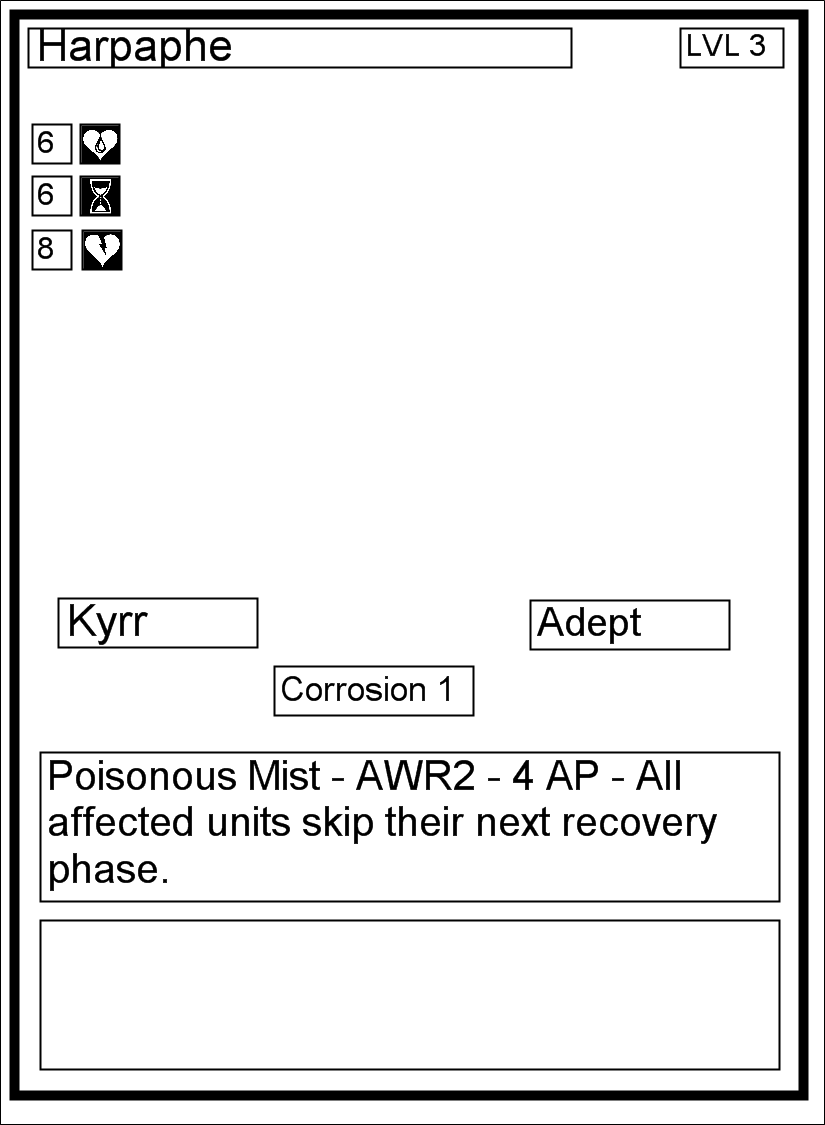 Harpaphe
LVL 3
6
6
8
Kyrr
Adept
Corrosion 1
Poisonous Mist - AWR2 - 4 AP - All
affected units skip their next recovery
phase.